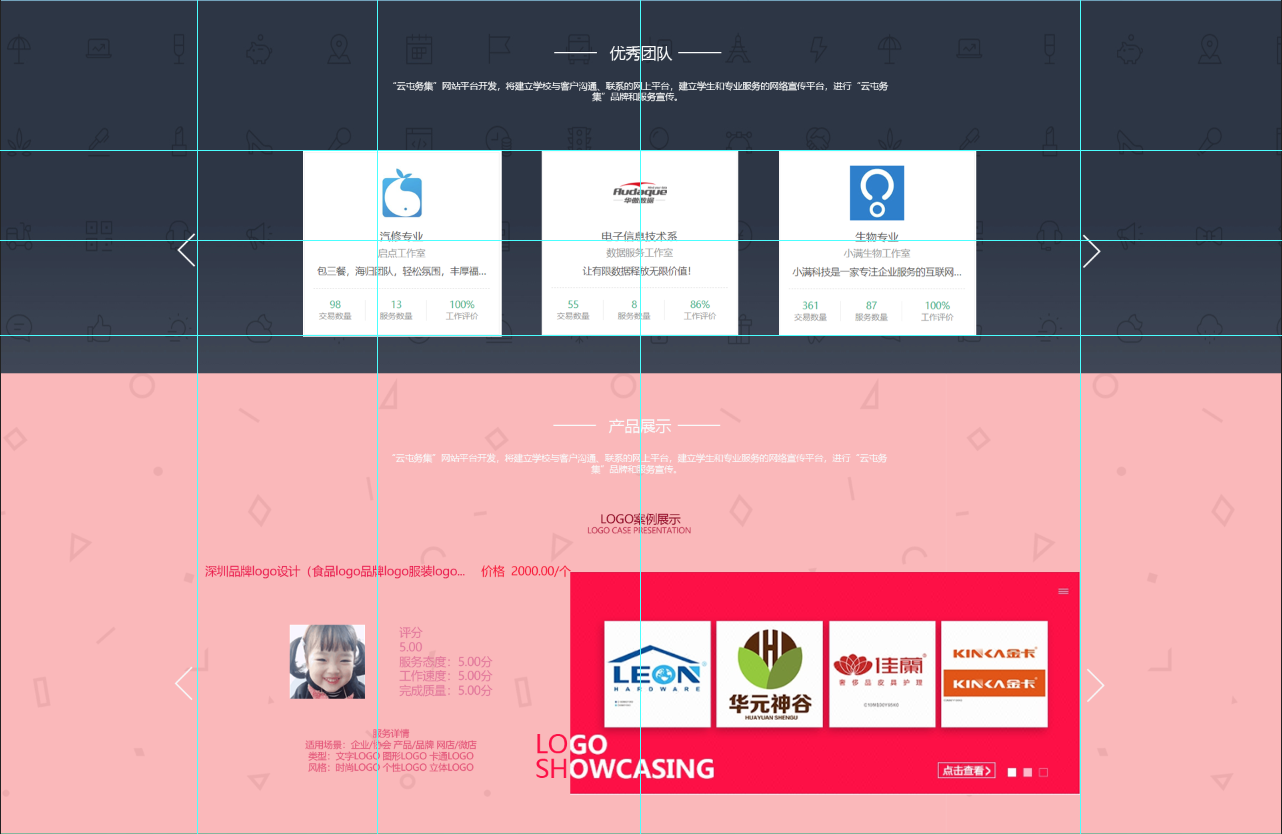 优秀团队
“云屯务集”网站平台开发，将建立学校与客户沟通、联系的网上平台，建立学生和专业服务的网络宣传平台，进行“云屯务
集”品牌和服务宣传。
汽修专业
启点工作室
包三餐，海归团队，轻松氛围，丰厚福...
98 13 100%
交易数量 服务数量 工作评价
Audaque
华傲数据
电子信息技术系
数据服务工作室
让有限数据释放无限价值！
55 8 86%
交易数量 服务数量 工作评价
生物专业
小满生物工作室
小满科技是一家专注企业服务的互联网...
361 87 100%
交易数量 服务数量 工作评价
产品展示
“云屯务集”网站平台开发，将建立学校与客户沟通、联系的网上平台，建立学生和专业服务的网络宣传平台，进行“云屯务
集”品牌和服务宣传。
LOGO案例展示
LOGO CASE PRESENTATION
深圳品牌logo设计（食品logo品牌logo服装logo... 价格 2000.00/个
评分
5.00
服务态度：5.00分
工作速度：5.00分
完成质量：5.00分
服务详情
适用场景：企业/协会 产品/品牌 网店/微店
类型：文字LOGO 图形LOGO 卡通LOGO
风格：时尚LOGO 个性LOGO 立体LOGO
LEON
HARDWARE
华元神谷
HUAYUAN SHENGU
佳蘭
奢侈品皮具护理
KINKA金卡
KINKA金卡
LOGO
SHOWCASING
点击查看